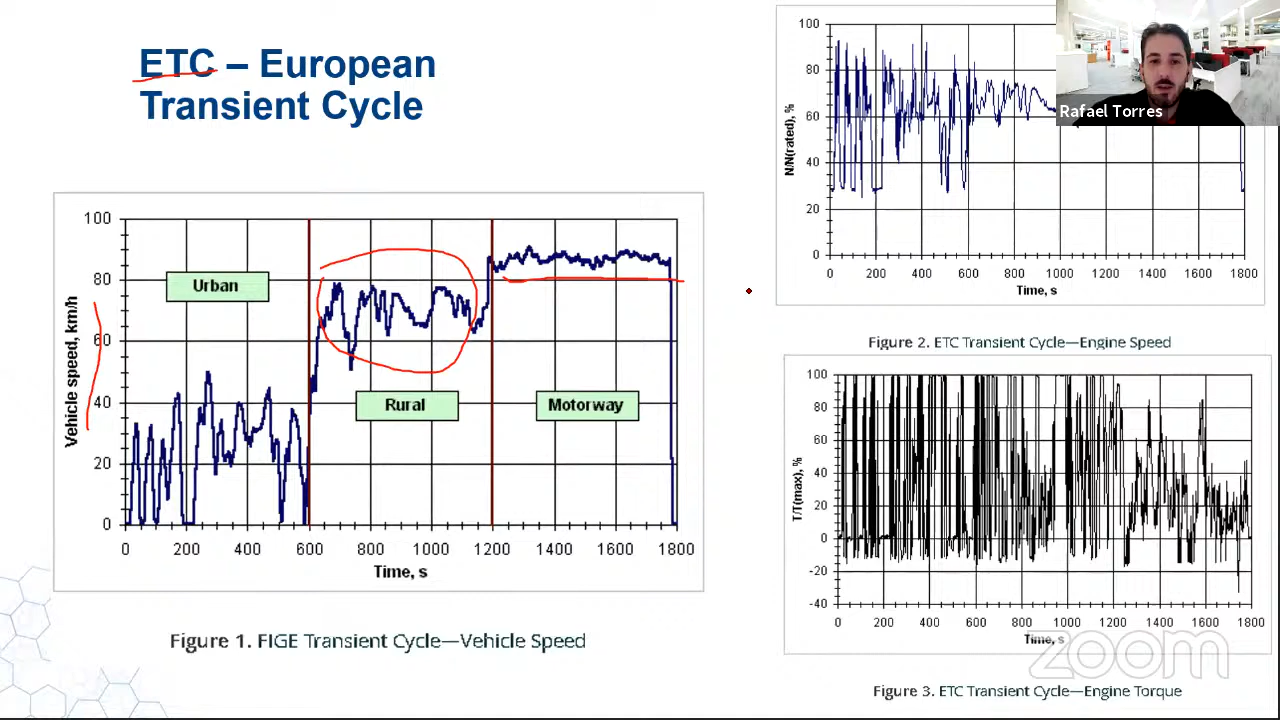 ETC – European
Transient Cycle
100
80
60
40
20
0
Vehicle speed, km/h
Urban
Rural
Motorway
0 200 400 600 800 1000 1200 1400 1600 1800
Time, s
Figure 1. FIGE Transient Cycle—Vehicle Speed
100
80
60
40
20
0
N/N(rated), %
0 200 400 600 800 1000 1200 1400 1600 1800
Time, s
Rafael Torres
Figure 2. ETC Transient Cycle—Engine Speed
100
80
60
40
20
0
-20
-40
T/T(max), %
0 200 400 600 800 1000 1200 1400 1600 1800
Time, s
zoom
Figure 3. ETC Transient Cycle—Engine Torque